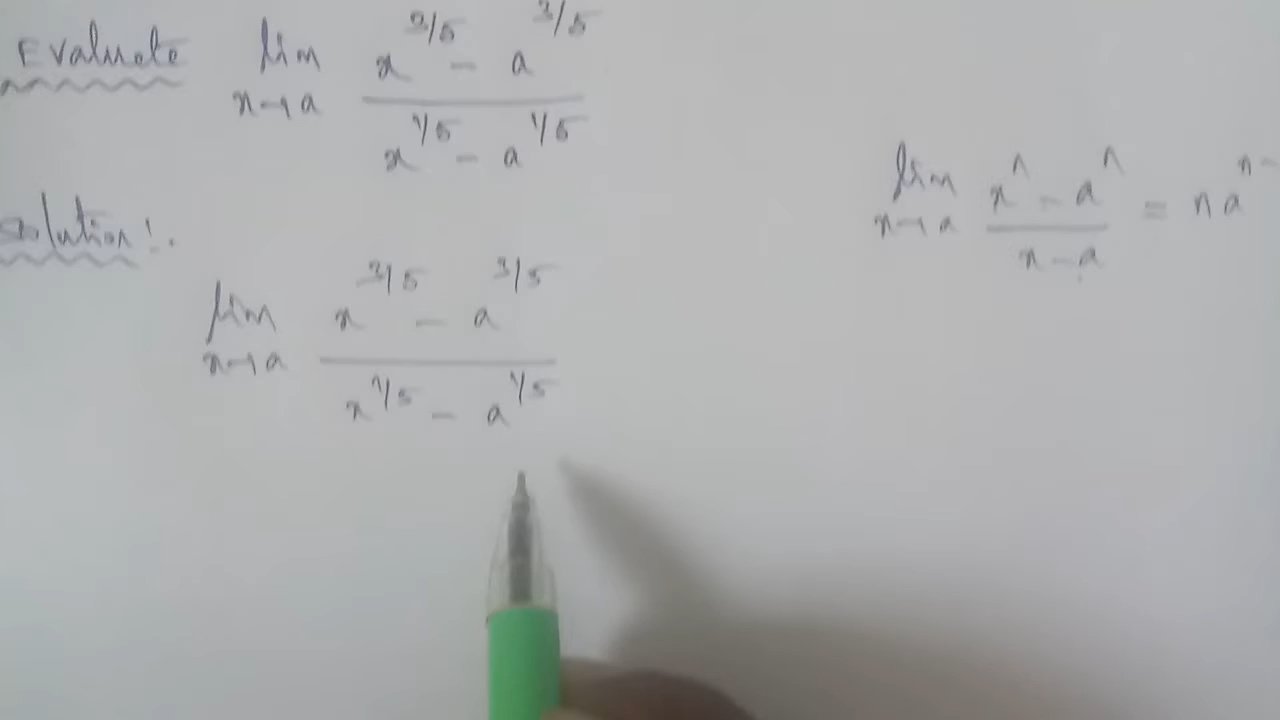 Evaluate lim x→a (x^3/5 - a^3/5) / (x^1/5 - a^1/5)
lim x→a (x^n - a^n) / (x - a) = n a^n-
Solution:.
lim x→a (x^3/5 - a^3/5) / (x^1/5 - a^1/5)